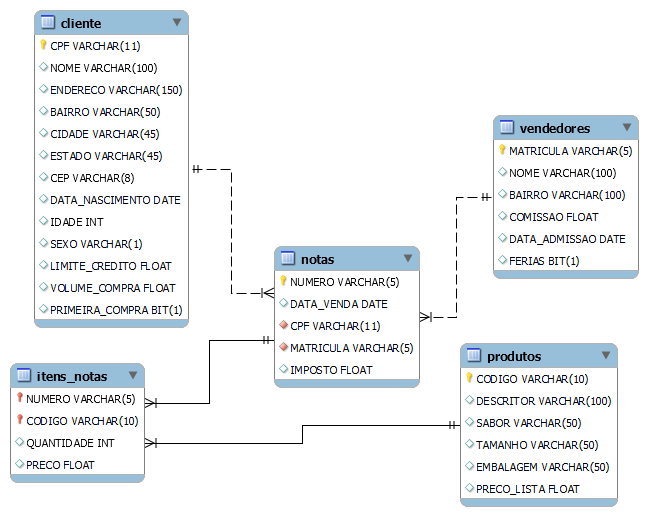 cliente
CPF VARCHAR(11)
NOME VARCHAR(100)
ENDERECO VARCHAR(150)
BAIRRO VARCHAR(50)
CIDADE VARCHAR(45)
ESTADO VARCHAR(45)
CEP VARCHAR(8)
DATA_NASCIMENTO DATE
IDADE INT
SEXO VARCHAR(1)
LIMITE_CREDITO FLOAT
VOLUME_COMPRA FLOAT
PRIMEIRA_COMPRA BIT(1)
vendedores
MATRICULA VARCHAR(5)
NOME VARCHAR(100)
BAIRRO VARCHAR(100)
COMISSAO FLOAT
DATA_ADMISSAO DATE
FERIAS BIT(1)
notas
NUMERO VARCHAR(5)
DATA_VENDA DATE
CPF VARCHAR(11)
MATRICULA VARCHAR(5)
IMPOSTO FLOAT
itens_notas
NUMERO VARCHAR(5)
CODIGO VARCHAR(10)
QUANTIDADE INT
PRECO FLOAT
produtos
CODIGO VARCHAR(10)
DESCRITOR VARCHAR(100)
SABOR VARCHAR(50)
TAMANHO VARCHAR(50)
EMBALAGEM VARCHAR(50)
PRECO_LISTA FLOAT